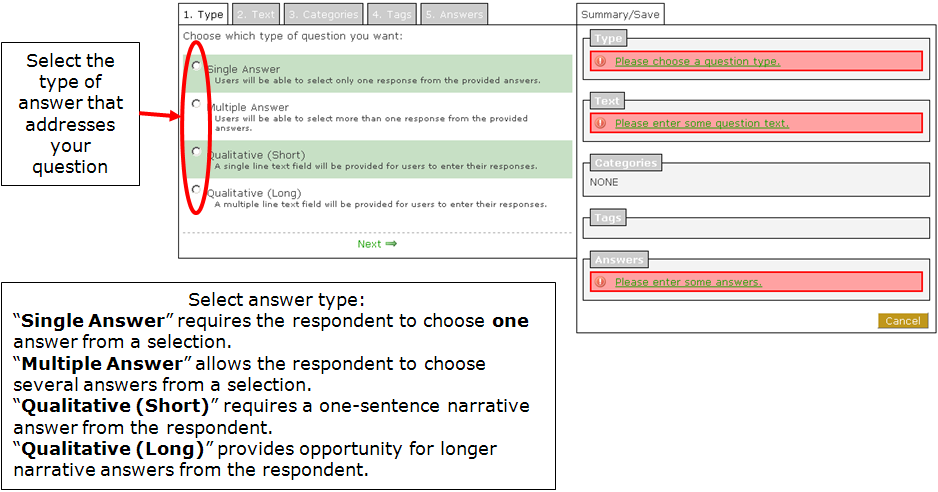 1. Type
2. Text
3. Categories
4. Tags
5. Answers
Summary/Save
Choose which type of question you want:
Select the
type of
answer that
addresses
your
question
Single Answer
Users will be able to select only one response from the provided answers.
Multiple Answer
Users will be able to select more than one response from the provided
answers.
Qualitative (Short)
A single line text field will be provided for users to enter their responses.
Qualitative (Long)
A multiple line text field will be provided for users to enter their responses.
Next ⇒
Type
Please choose a question type.
Text
Please enter some question text.
Categories
NONE
Tags
Answers
Please enter some answers.
Cancel
Select answer type:
“Single Answer” requires the respondent to choose one
answer from a selection.
“Multiple Answer” allows the respondent to choose
several answers from a selection.
“Qualitative (Short)” requires a one-sentence narrative
answer from the respondent.
“Qualitative (Long)” provides opportunity for longer
narrative answers from the respondent.